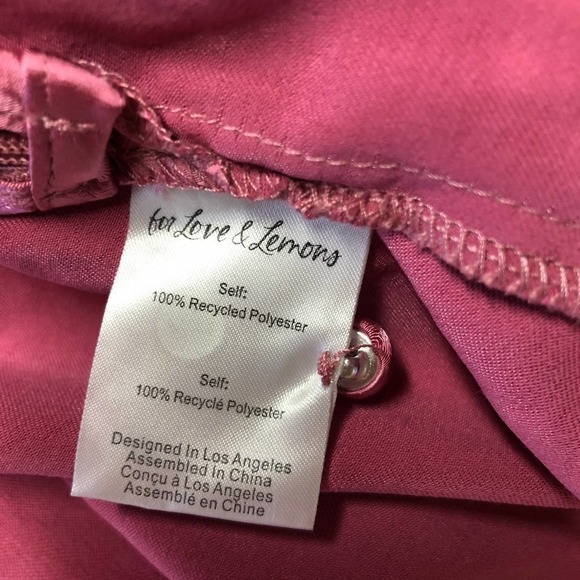 for Love & Lemons
Self:
100% Recycled Polyester
Self:
100% Recyclé Polyester
Designed In Los Angeles
Assembled In China
Conçu à Los Angeles
Assemblé en Chine